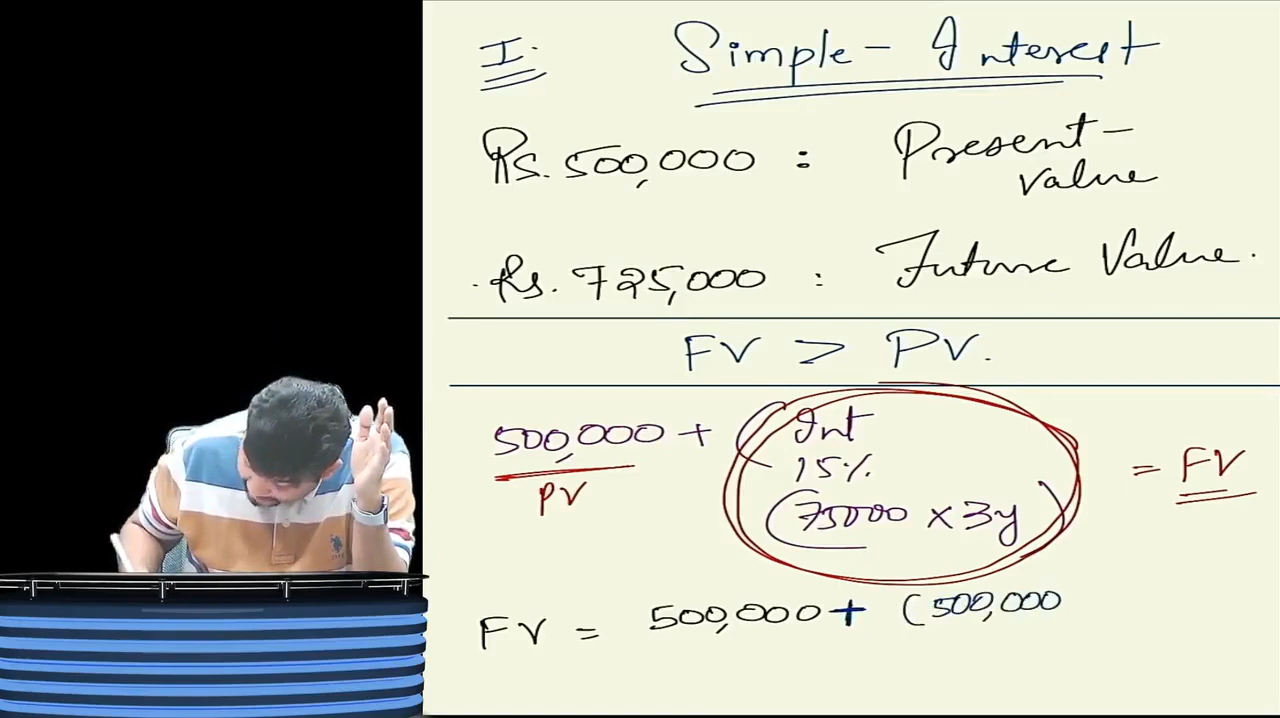 I. Simple-Interest
Rs. 500,000 : Present-
value
Rs. 725,000 : Future Value.
FV > PV.
500,000 + ( Int
PV
15%
(75000 × 3y)
= FV
FV = 500,000 + (500,000